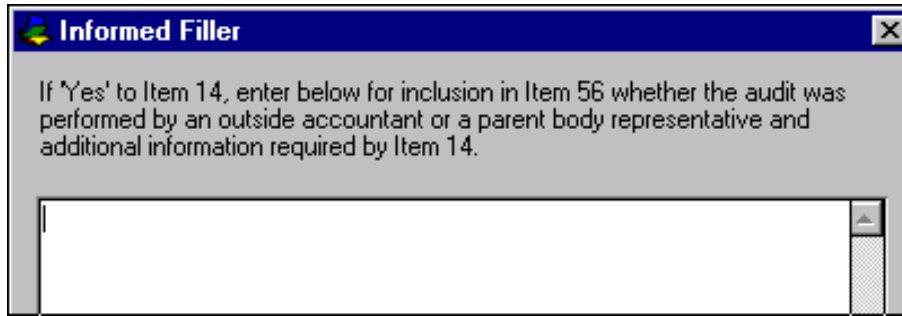 Informed Filler
If 'Yes' to Item 14, enter below for inclusion in Item 56 whether the audit was
performed by an outside accountant or a parent body representative and
additional information required by Item 14.